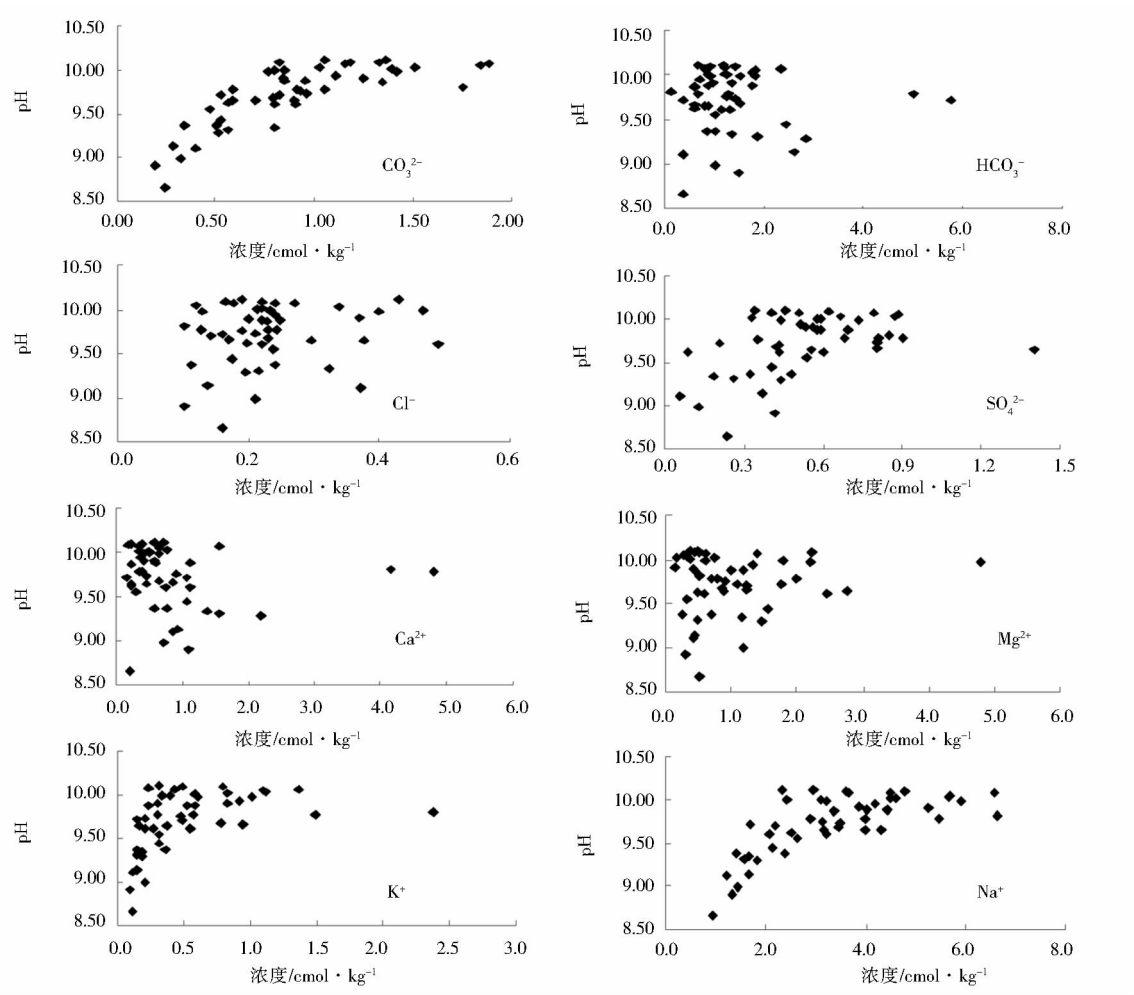 10.50
10.00
9.50
9.00
8.50
pH
CO₃²⁻
0.00 0.50 1.00 1.50 2.00
浓度/cmol·kg⁻¹
10.50
10.00
9.50
9.00
8.50
pH
HCO₃⁻
0.0 2.0 4.0 6.0 8.0
浓度/cmol·kg⁻¹
10.50
10.00
9.50
9.00
8.50
pH
Cl⁻
0.0 0.2 0.4 0.6
浓度/cmol·kg⁻¹
10.50
10.00
9.50
9.00
8.50
pH
SO₄²⁻
0.0 0.3 0.6 0.9 1.2 1.5
浓度/cmol·kg⁻¹
10.50
10.00
9.50
9.00
8.50
pH
Ca²⁺
0.0 1.0 2.0 3.0 4.0 5.0 6.0
浓度/cmol·kg⁻¹
10.50
10.00
9.50
9.00
8.50
pH
Mg²⁺
0.0 1.0 2.0 3.0 4.0 5.0 6.0
浓度/cmol·kg⁻¹
10.50
10.00
9.50
9.00
8.50
pH
K⁺
0.0 0.5 1.0 1.5 2.0 2.5 3.0
浓度/cmol·kg⁻¹
10.50
10.00
9.50
9.00
8.50
pH
Na⁺
0.0 2.0 4.0 6.0 8.0
浓度/cmol·kg⁻¹